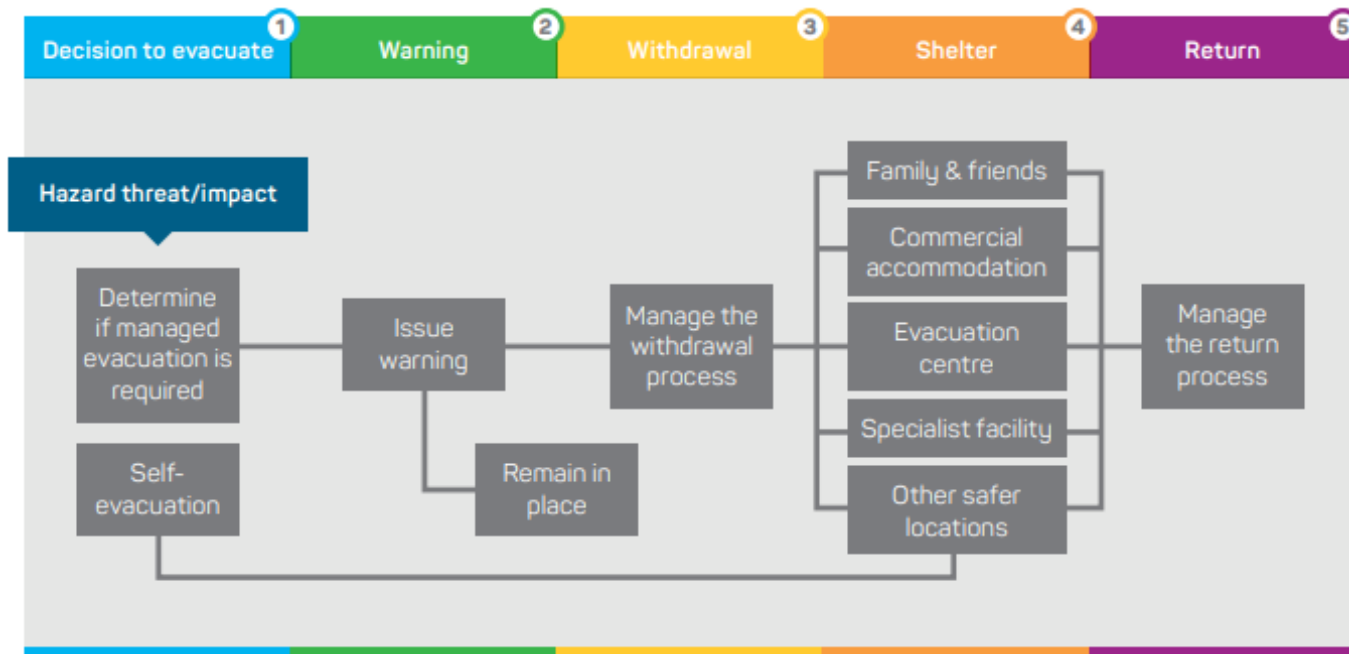 1
2
3
4
5
Decision to evacuate
Warning
Withdrawal
Shelter
Return
Hazard threat/impact
Determine
if managed
evacuation is
required
Self-
evacuation
Issue
warning
Remain in
place
Manage the
withdrawal
process
Family & friends
Commercial
accommodation
Evacuation
centre
Specialist facility
Other safer
locations
Manage
the return
process